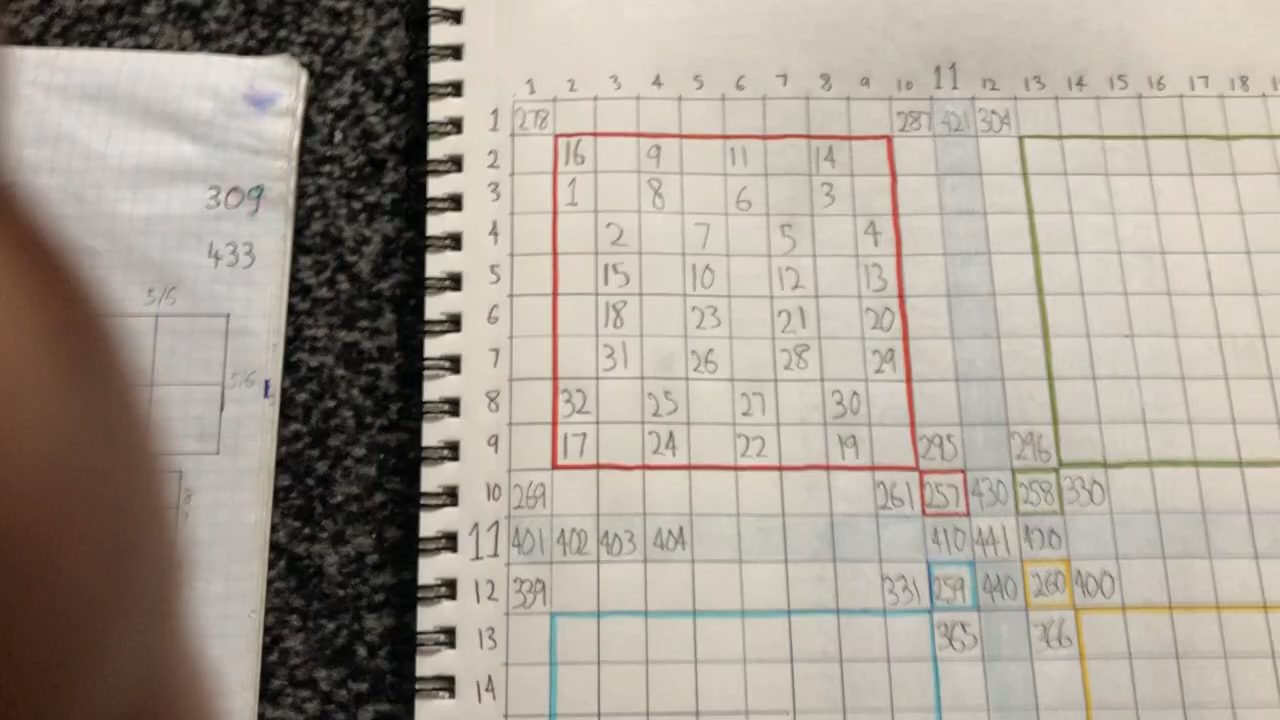 309
433
5/6
5/6
8
1 2 3 4 5 6 7 8 9 10 11 12 13 14 15 16 17 18
1 278 287 421 304
2 16 9 11 14
3 1 8 6 3
4 2 7 5 4
5 15 10 12 13
6 18 23 21 20
7 31 26 28 29
8 32 25 27 30
9 17 24 22 19 295 296
10 269 261 257 430 258 330
11 401 402 403 404 410 441 420
12 339 331 259 440 260 400
13 365 366
14